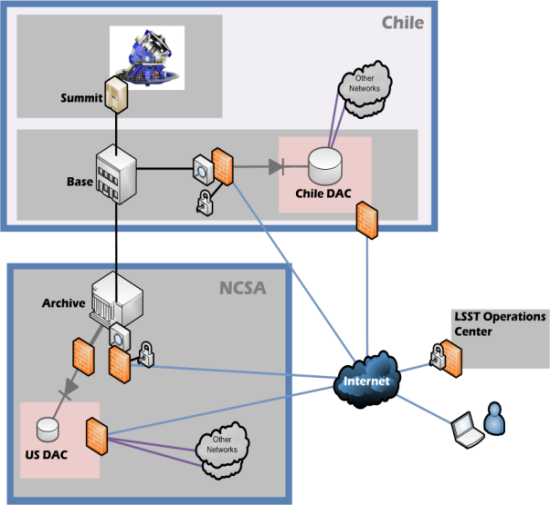 Chile
Other
Networks
Summit
Base
Chile DAC
NCSA
Archive
LSST Operations
Center
Internet
US DAC
Other
Networks